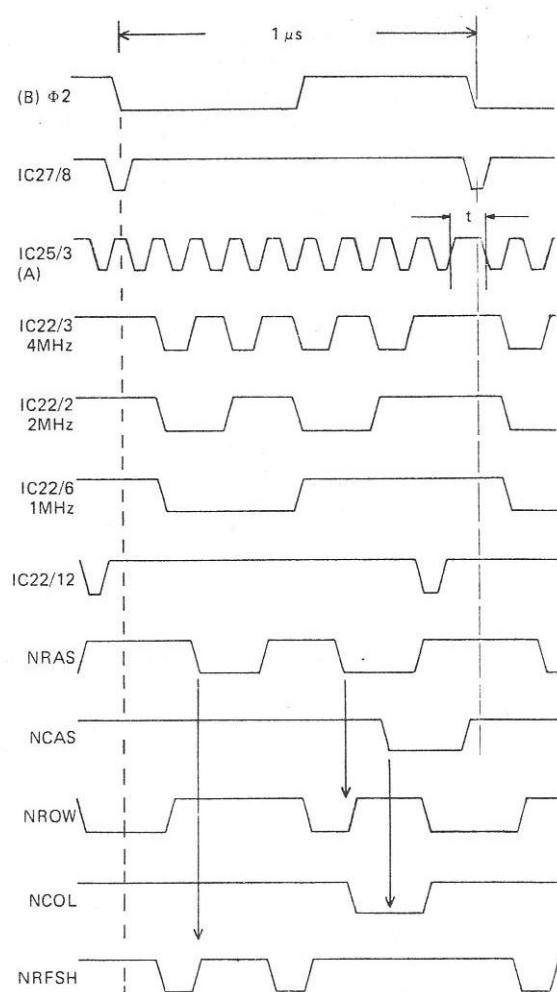 1 μs
(B) Φ2
IC27/8
t
IC25/3
(A)
IC22/3
4MHz
IC22/2
2MHz
IC22/6
1MHz
IC22/12
NRAS
NCAS
NROW
NCOL
NRFSH